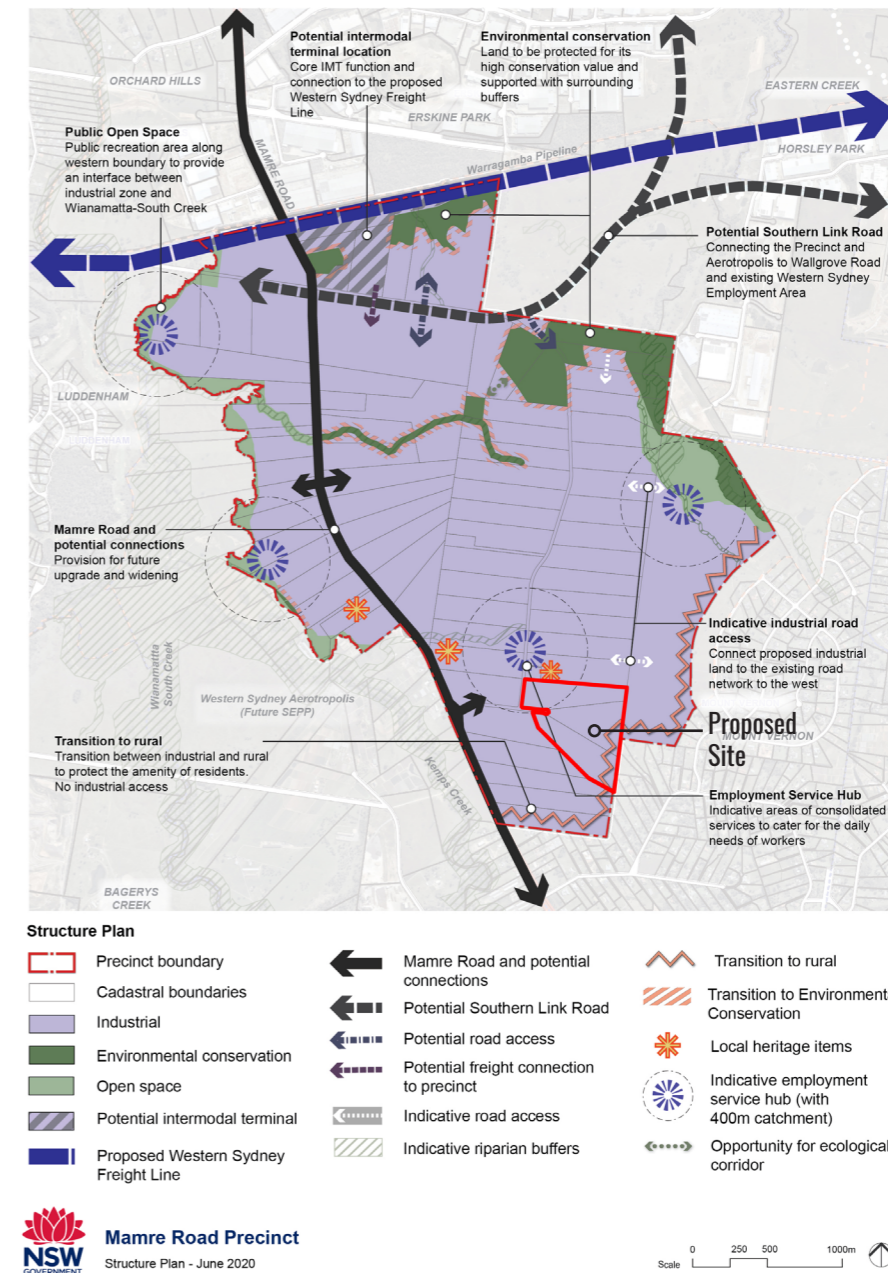 Potential intermodal
terminal location
Core IMT function and
connection to the proposed
Western Sydney Freight
Line
Environmental conservation
Land to be protected for its
high conservation value and
supported with surrounding
buffers
ORCHARD HILLS
ERSKINE PARK
EASTERN CREEK
HORSLEY PARK
MAMRE ROAD
Warragamba Pipeline
Public Open Space
Public recreation area along
western boundary to provide
an interface between
industrial zone and
Wianamatta-South Creek
Potential Southern Link Road
Connecting the Precinct and
Aerotropolis to Wallgrove Road
and existing Western Sydney
Employment Area
LUDDENHAM
Mamre Road and
potential connections
Provision for future
upgrade and widening
Wianamattta
South Creek
Western Sydney Aerotropolis
(Future SEPP)
Indicative industrial road
access
Connect proposed industrial
land to the existing road
network to the west
Proposed
Site
MOUNT VERNON
Transition to rural
Transition between industrial and rural
to protect the amenity of residents.
No industrial access
Kemps Creek
Employment Service Hub
Indicative areas of consolidated
services to cater for the daily
needs of workers
BAGERYS
CREEK
Structure Plan
Precinct boundary
Cadastral boundaries
Industrial
Environmental conservation
Open space
Potential intermodal terminal
Proposed Western Sydney
Freight Line
Mamre Road and potential
connections
Potential Southern Link Road
Potential road access
Potential freight connection
to precinct
Indicative road access
Indicative riparian buffers
Transition to rural
Transition to Environmenta
Conservation
Local heritage items
Indicative employment
service hub (with
400m catchment)
Opportunity for ecological
corridor
NSW
GOVERNMENT
Mamre Road Precinct
Structure Plan - June 2020
Scale
0 250 500 1000m